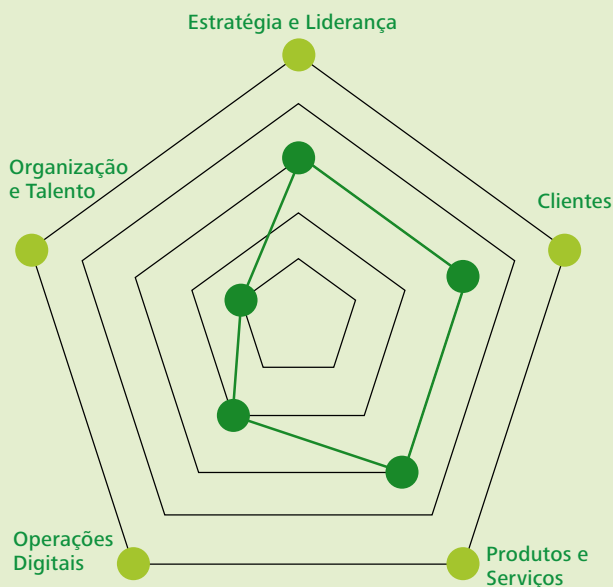 Estratégia e Liderança
Organização
e Talento
Clientes
Operações
Digitais
Produtos e
Serviços